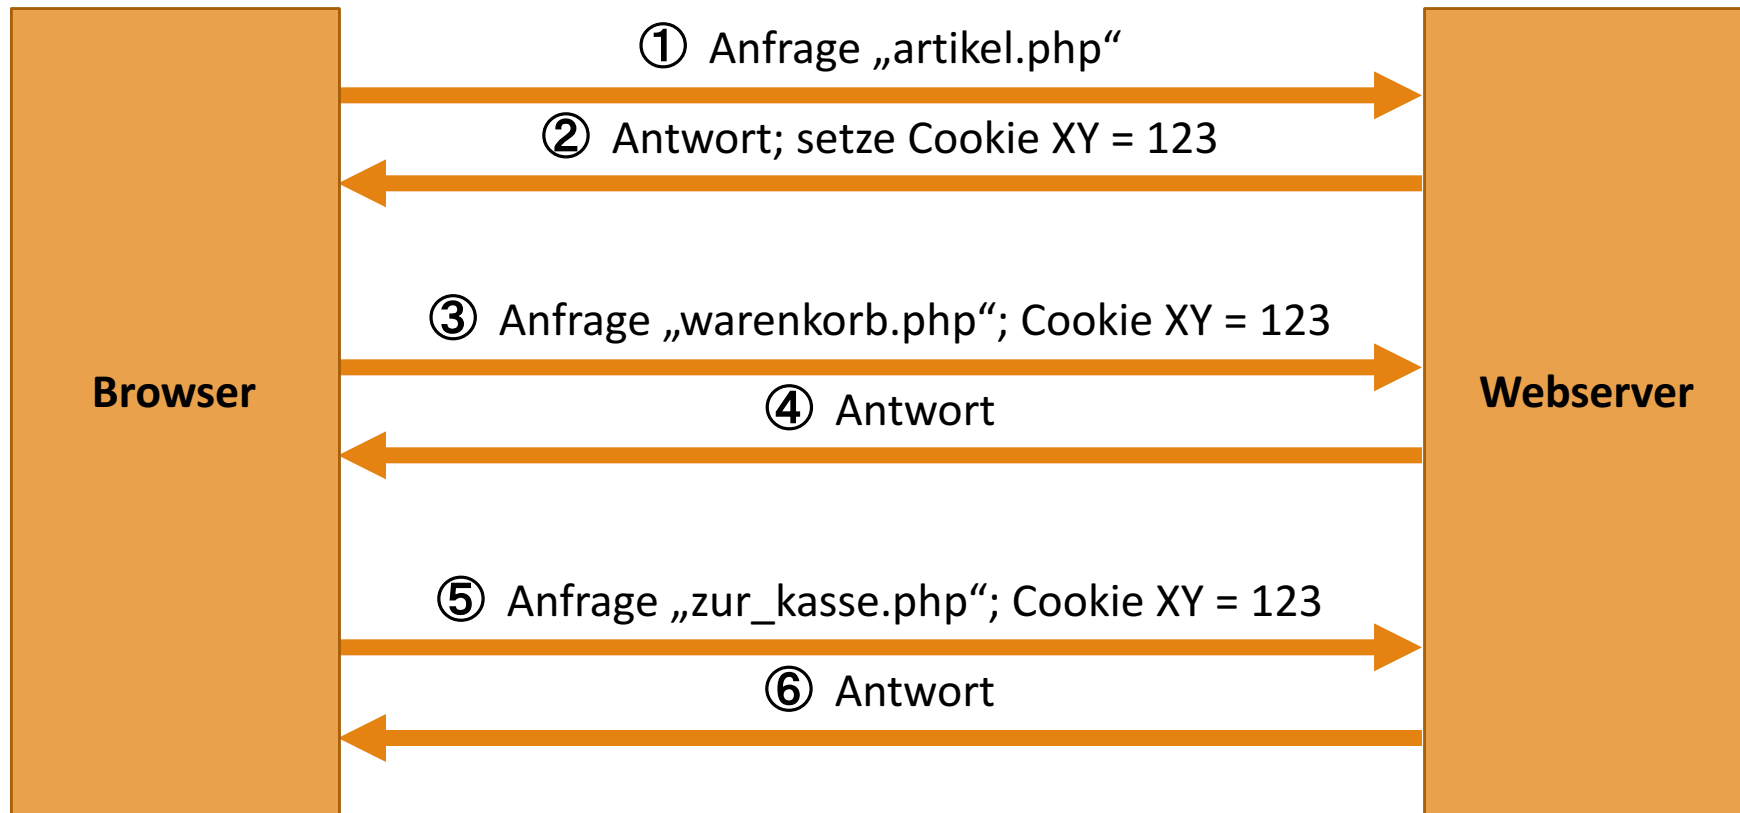 ① Anfrage „artikel.php“
② Antwort; setze Cookie XY = 123
③ Anfrage „warenkorb.php“; Cookie XY = 123
Browser
Webserver
④ Antwort
⑤ Anfrage „zur_kasse.php“; Cookie XY = 123
⑥ Antwort